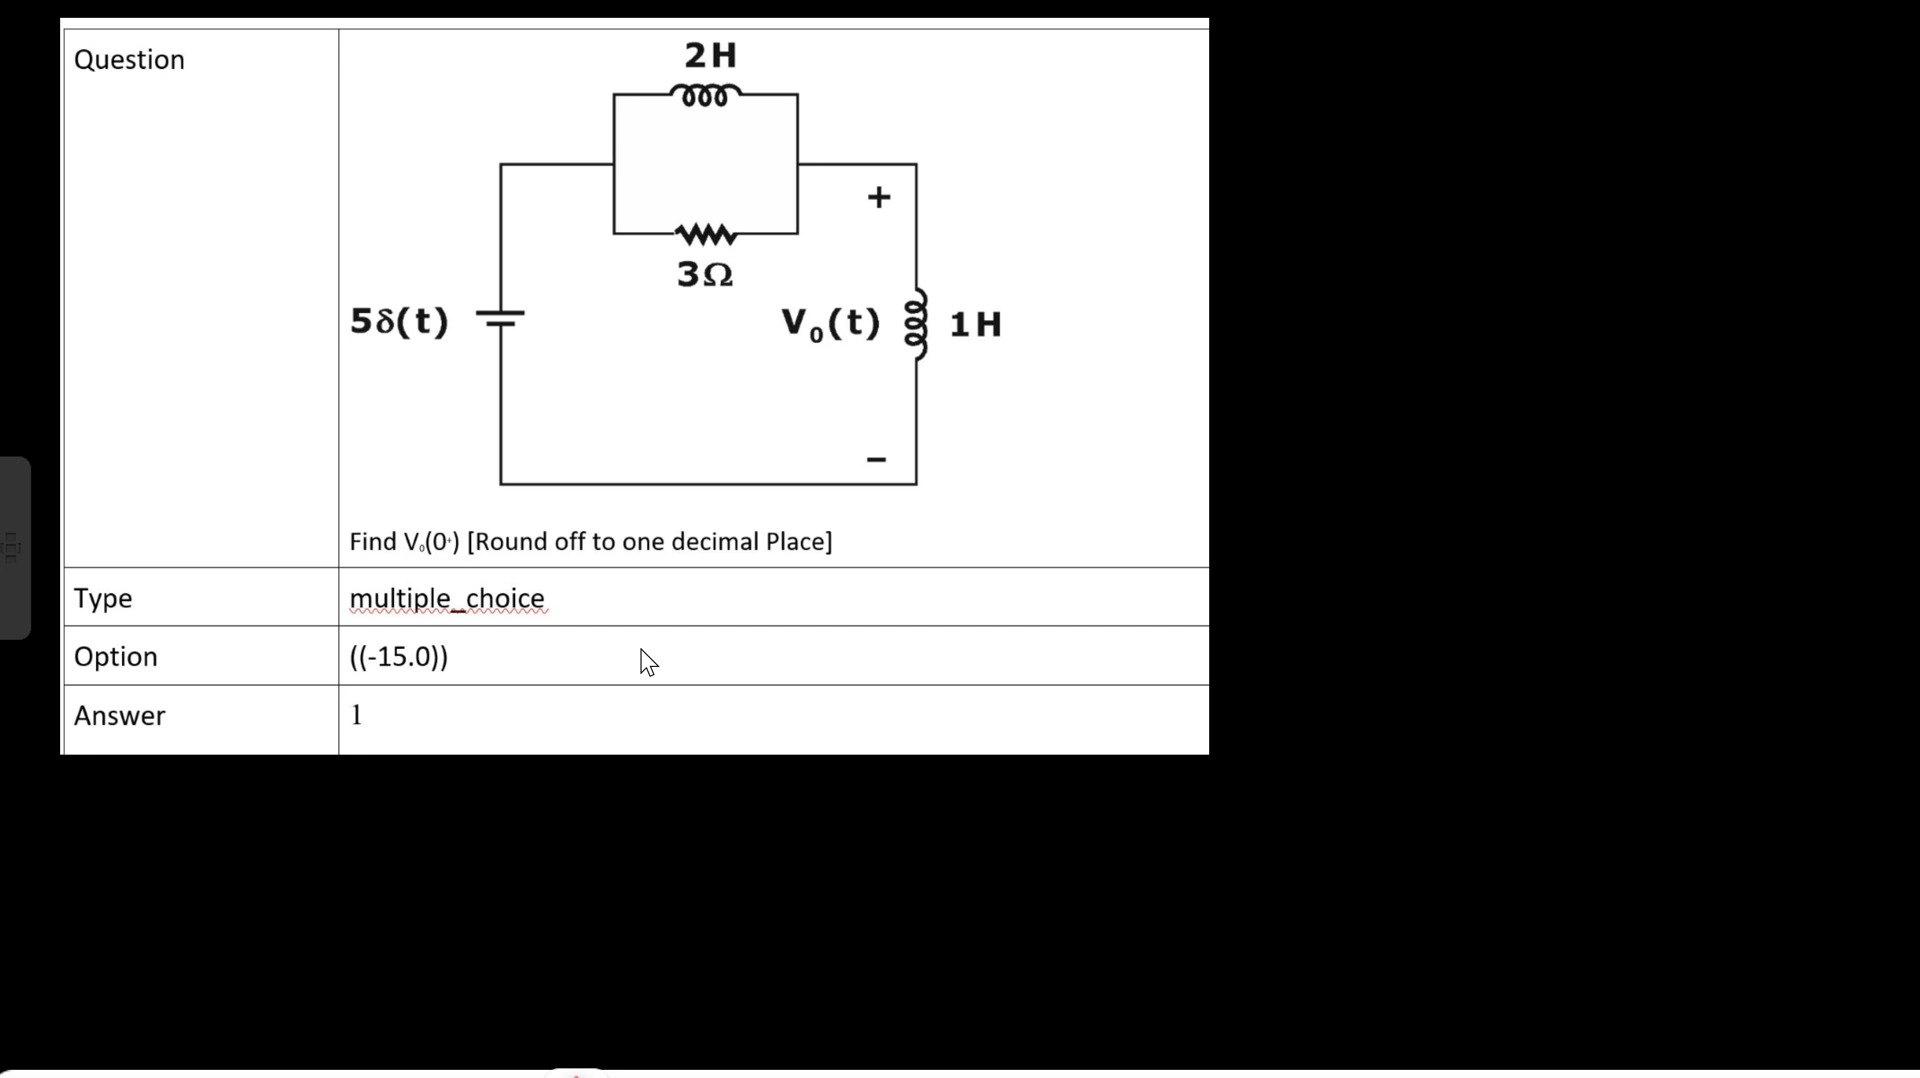 Question
2H
3Ω
+
5δ(t)
V₀(t)
1H
−
Find V₀(0⁺) [Round off to one decimal Place]
Type
multiple_choice
Option
((-15.0))
Answer
1